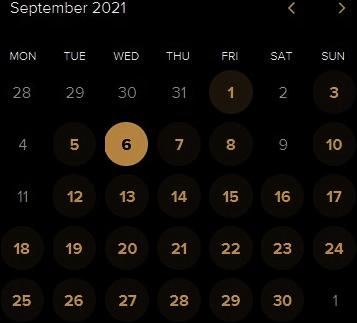 September 2021 < >
MON TUE WED THU FRI SAT SUN
28 29 30 31 1 2 3
4 5 6 7 8 9 10
11 12 13 14 15 16 17
18 19 20 21 22 23 24
25 26 27 28 29 30 1